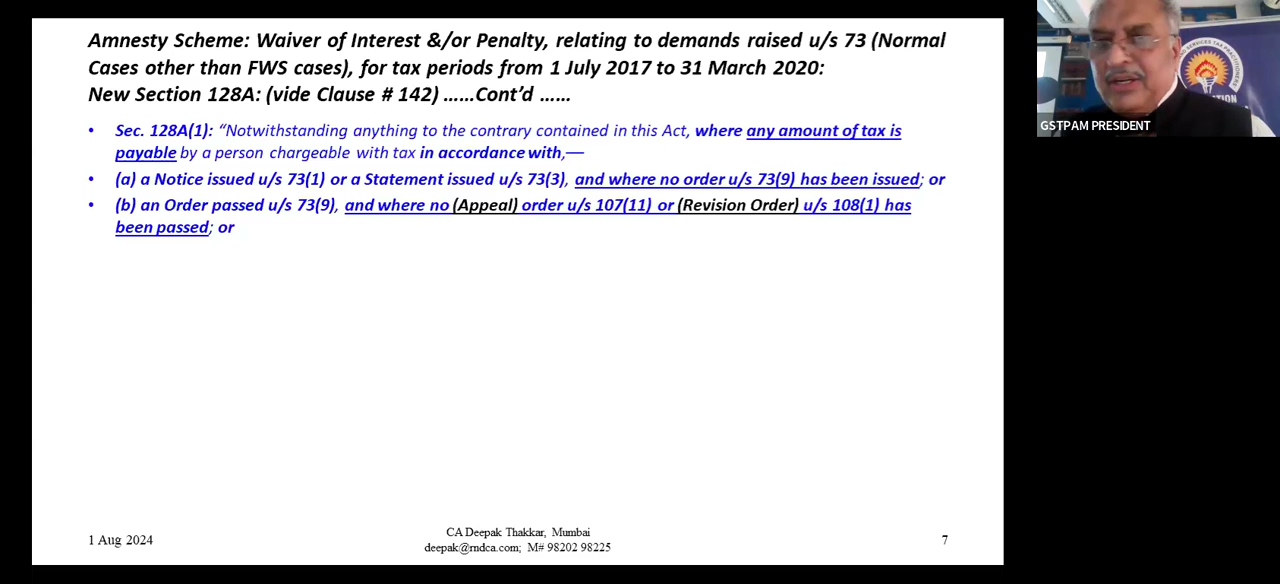 Amnesty Scheme: Waiver of Interest &/or Penalty, relating to demands raised u/s 73 (Normal
Cases other than FWS cases), for tax periods from 1 July 2017 to 31 March 2020:
New Section 128A: (vide Clause # 142) ……Cont’d ……
• Sec. 128A(1): “Notwithstanding anything to the contrary contained in this Act, where any amount of tax is
payable by a person chargeable with tax in accordance with,—
• (a) a Notice issued u/s 73(1) or a Statement issued u/s 73(3), and where no order u/s 73(9) has been issued; or
• (b) an Order passed u/s 73(9), and where no (Appeal) order u/s 107(11) or (Revision Order) u/s 108(1) has
been passed; or
1 Aug 2024
CA Deepak Thakkar, Mumbai
deepak@rndca.com; M# 98202 98225
7
SERVICES TAX PRACTITIONERS'
GSTPAM PRESIDENT